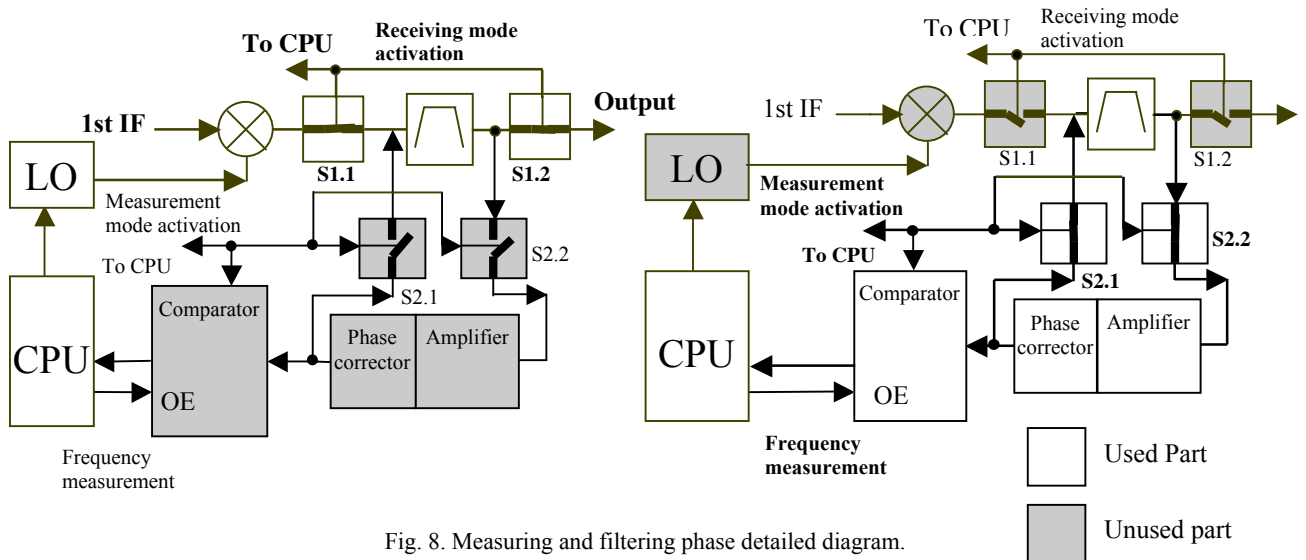 Receiving mode
activation
To CPU
Output
1st IF
LO
S1.1
S1.2
Measurement
mode activation
To CPU
S2.1
S2.2
Comparator
Phase
corrector
Amplifier
CPU
OE
Frequency
measurement
Receiving mode
activation
To CPU
1st IF
LO
S1.1
S1.2
Measurement
mode activation
To CPU
S2.1
S2.2
Comparator
Phase
corrector
Amplifier
CPU
OE
Frequency
measurement
Used Part
Unused part
Fig. 8. Measuring and filtering phase detailed diagram.